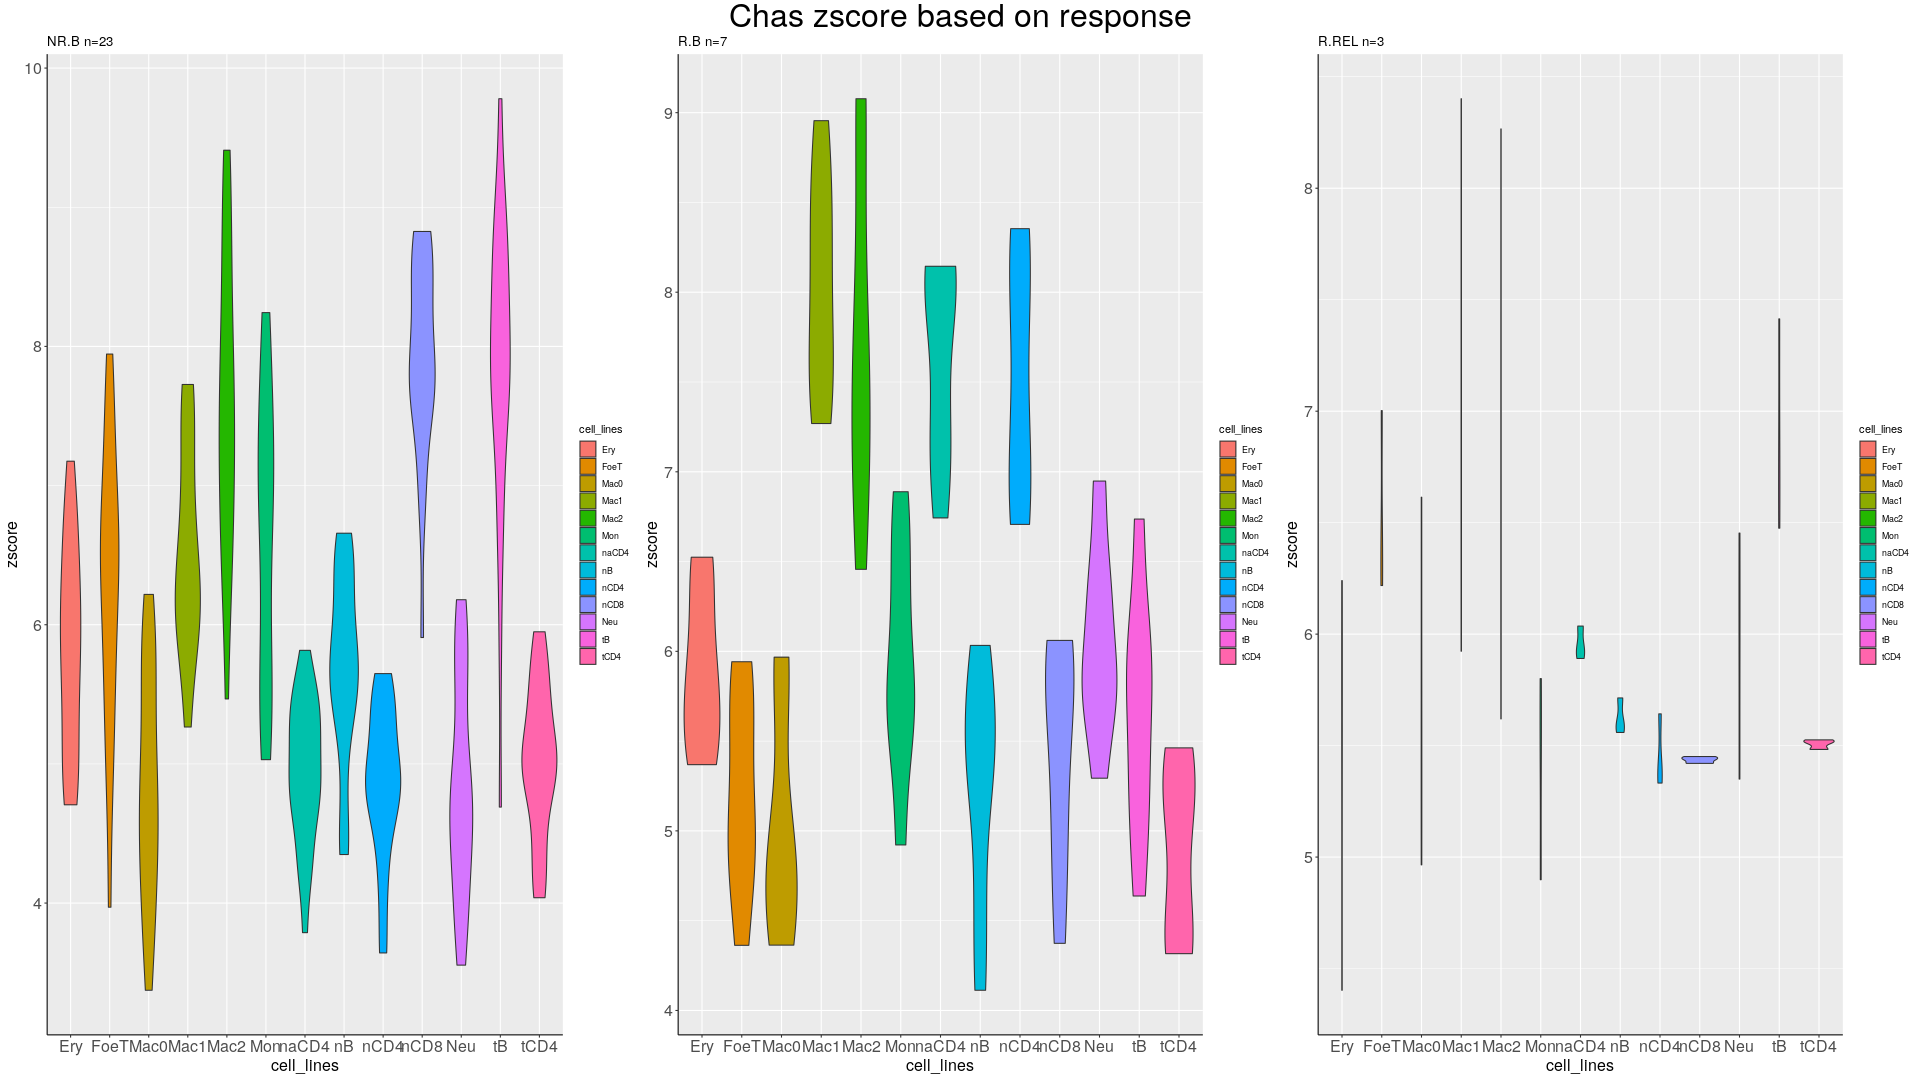 Chas zscore based on response
NR.B n=23
zscore
10
8
6
4
Ery FoeT Mac0 Mac1 Mac2 Mon naCD4 nB nCD4 nCD8 Neu tB tCD4
cell_lines
cell_lines
Ery
FoeT
Mac0
Mac1
Mac2
Mon
naCD4
nB
nCD4
nCD8
Neu
tB
tCD4
R.B n=7
zscore
9
8
7
6
5
4
Ery FoeT Mac0 Mac1 Mac2 Mon naCD4 nB nCD4 nCD8 Neu tB tCD4
cell_lines
cell_lines
Ery
FoeT
Mac0
Mac1
Mac2
Mon
naCD4
nB
nCD4
nCD8
Neu
tB
tCD4
R.REL n=3
zscore
8
7
6
5
Ery FoeT Mac0 Mac1 Mac2 Mon naCD4 nB nCD4 nCD8 Neu tB tCD4
cell_lines
cell_lines
Ery
FoeT
Mac0
Mac1
Mac2
Mon
naCD4
nB
nCD4
nCD8
Neu
tB
tCD4